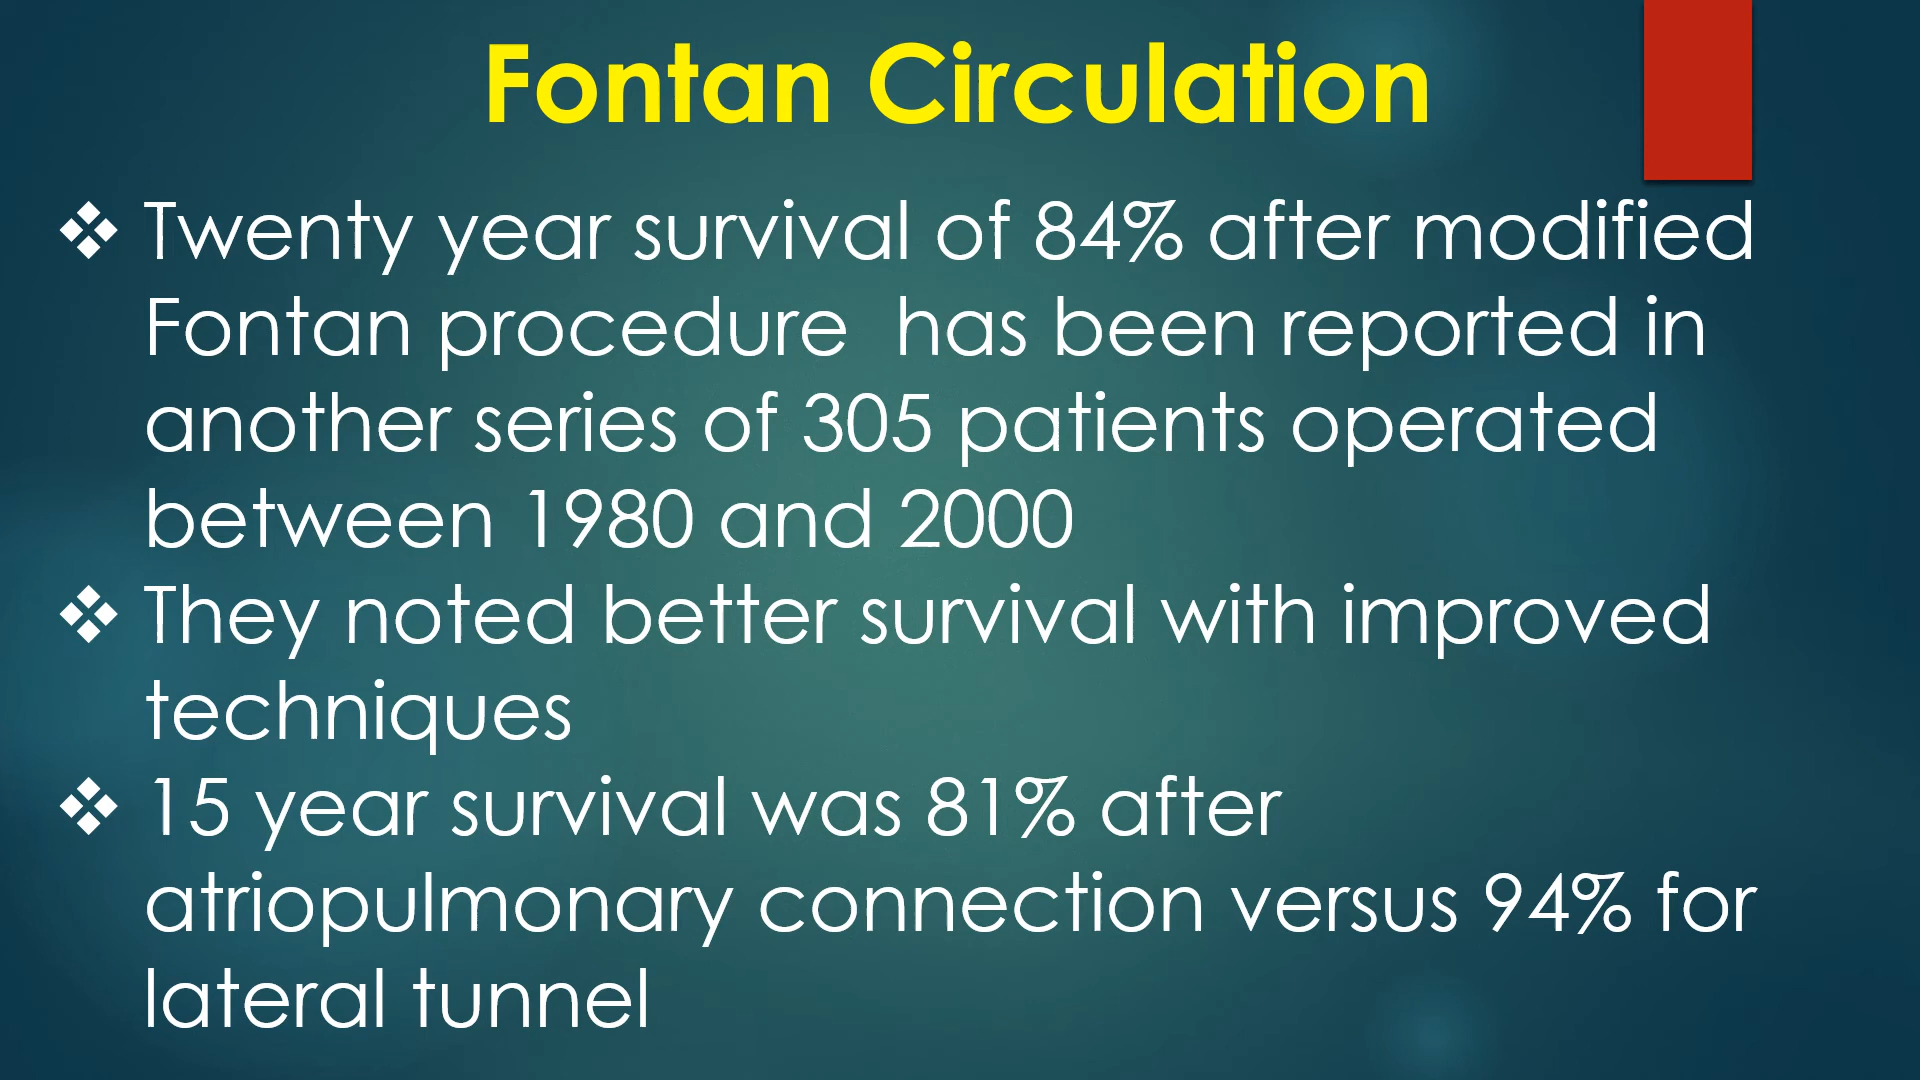 Fontan Circulation
❖ Twenty year survival of 84% after modified
Fontan procedure  has been reported in
another series of 305 patients operated
between 1980 and 2000
❖ They noted better survival with improved
techniques
❖ 15 year survival was 81% after
atriopulmonary connection versus 94% for
lateral tunnel